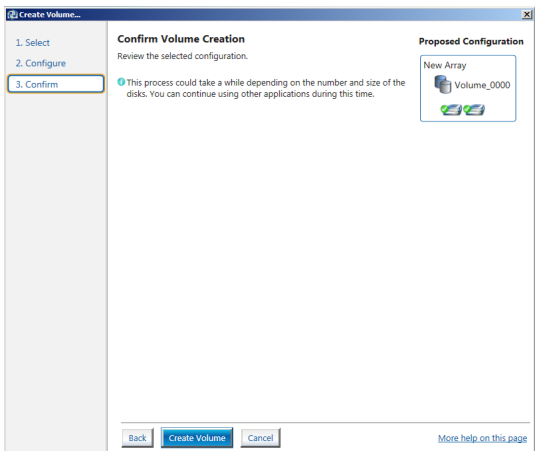 Create Volume...
1. Select
2. Configure
3. Confirm
Confirm Volume Creation
Review the selected configuration.
This process could take a while depending on the number and size of the
disks. You can continue using other applications during this time.
Proposed Configuration
New Array
Volume_0000
Back
Create Volume
Cancel
More help on this page